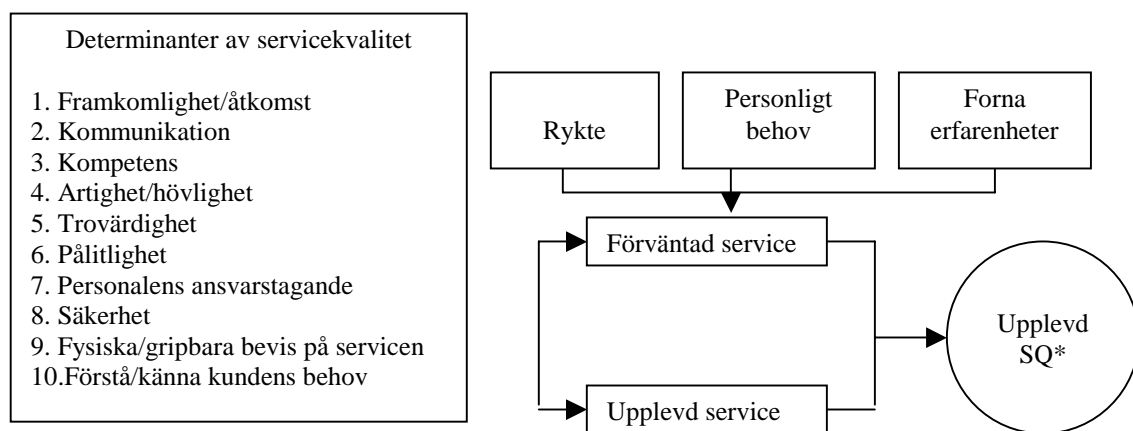 Determinanter av servicekvalitet
1. Framkomlighet/åtkomst
2. Kommunikation
3. Kompetens
4. Artighet/hövlighet
5. Trovärdighet
6. Pålitlighet
7. Personalens ansvarstagande
8. Säkerhet
9. Fysiska/gripbara bevis på servicen
10.Förstå/känna kundens behov
Rykte
Personligt
behov
Forna
erfarenheter
Förväntad service
Upplevd service
Upplevd
SQ*